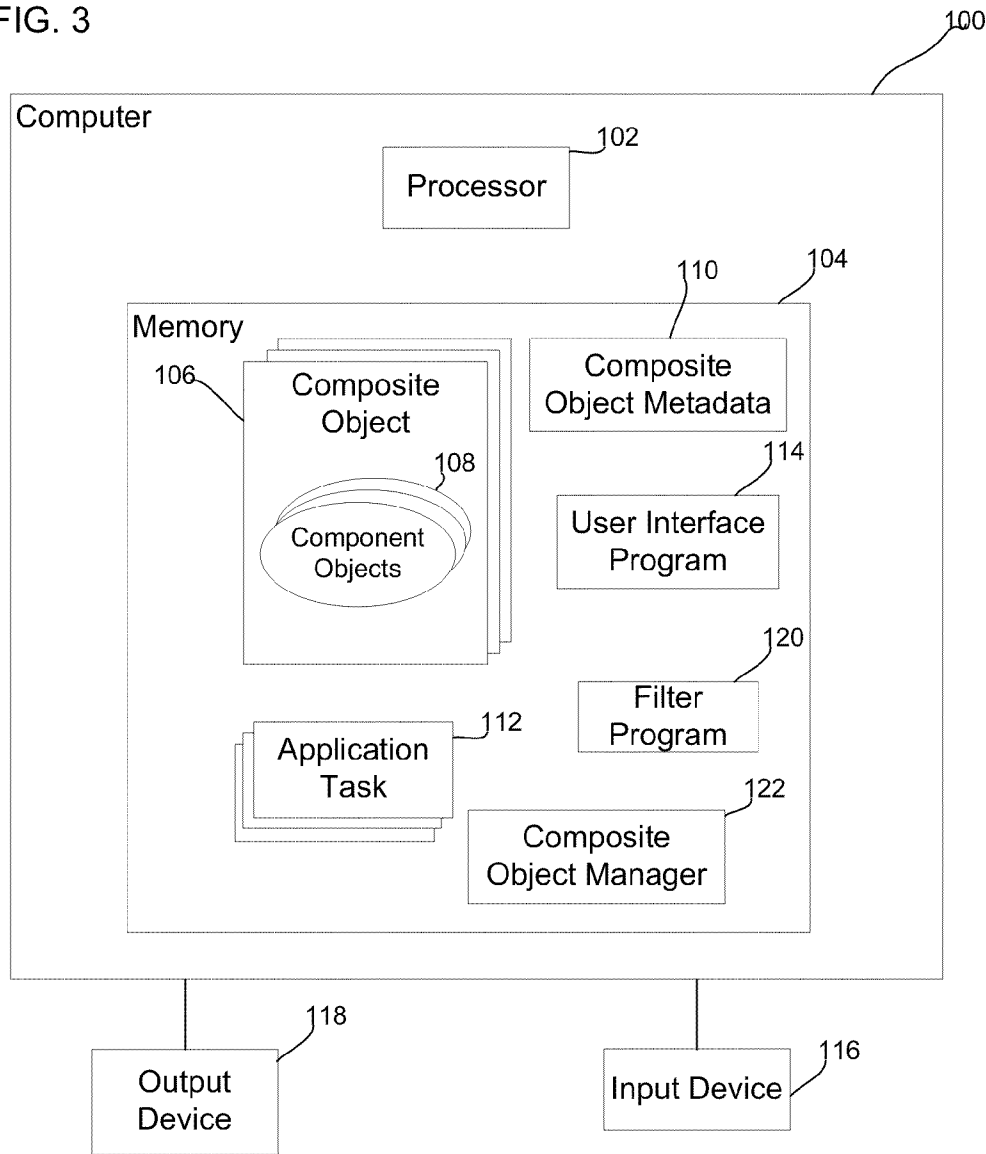 FIG. 3
100
Computer
102
Processor
104
110
Memory
Composite
Object Metadata
106
Composite
Object
108
Component
Objects
114
User Interface
Program
120
Filter
Program
112
Application
Task
122
Composite
Object Manager
118
Output
Device
116
Input Device